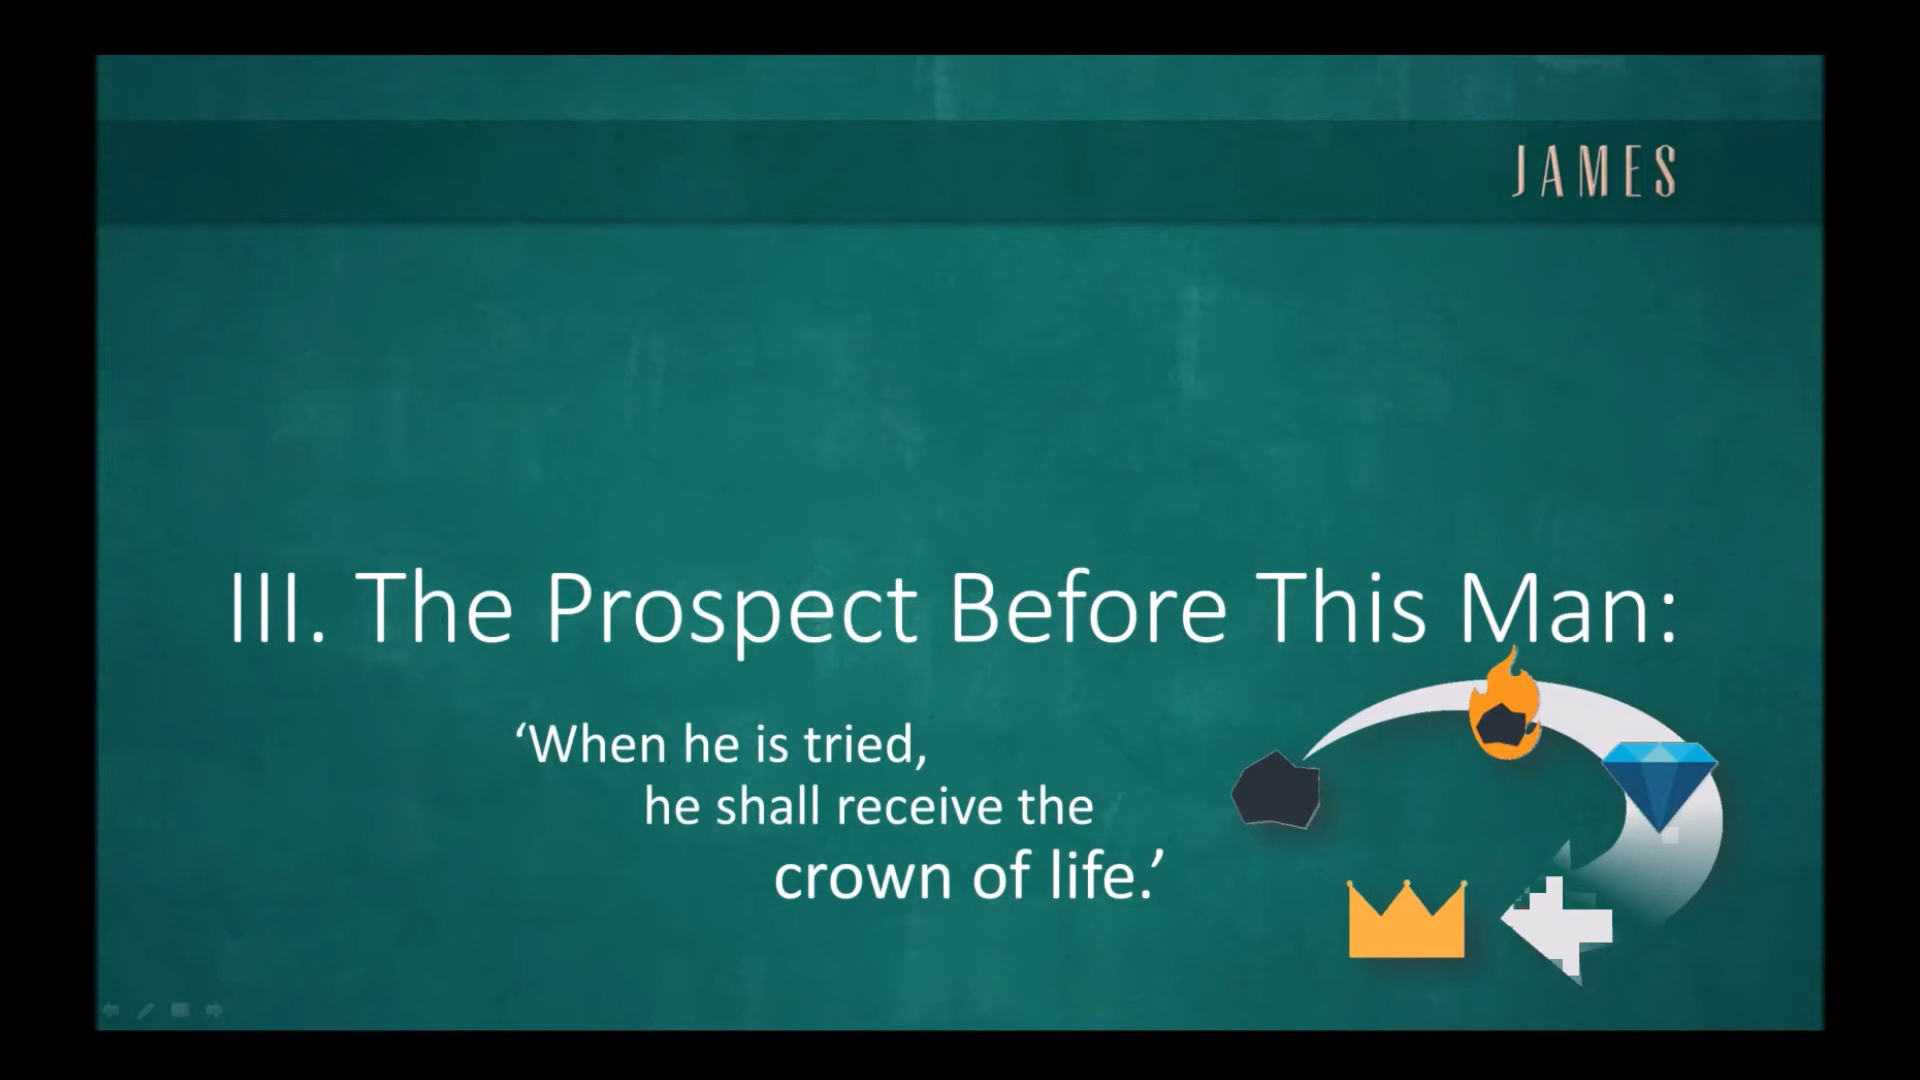 JAMES
III. The Prospect Before This Man:
‘When he is tried,
he shall receive the
crown of life.’